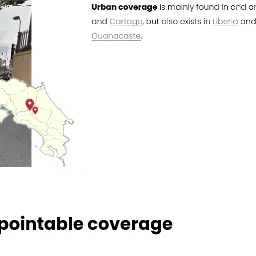 Urban coverage is mainly found in and ar
and Cartago, but also exists in Liberia and
Guanacaste.
pointable coverage